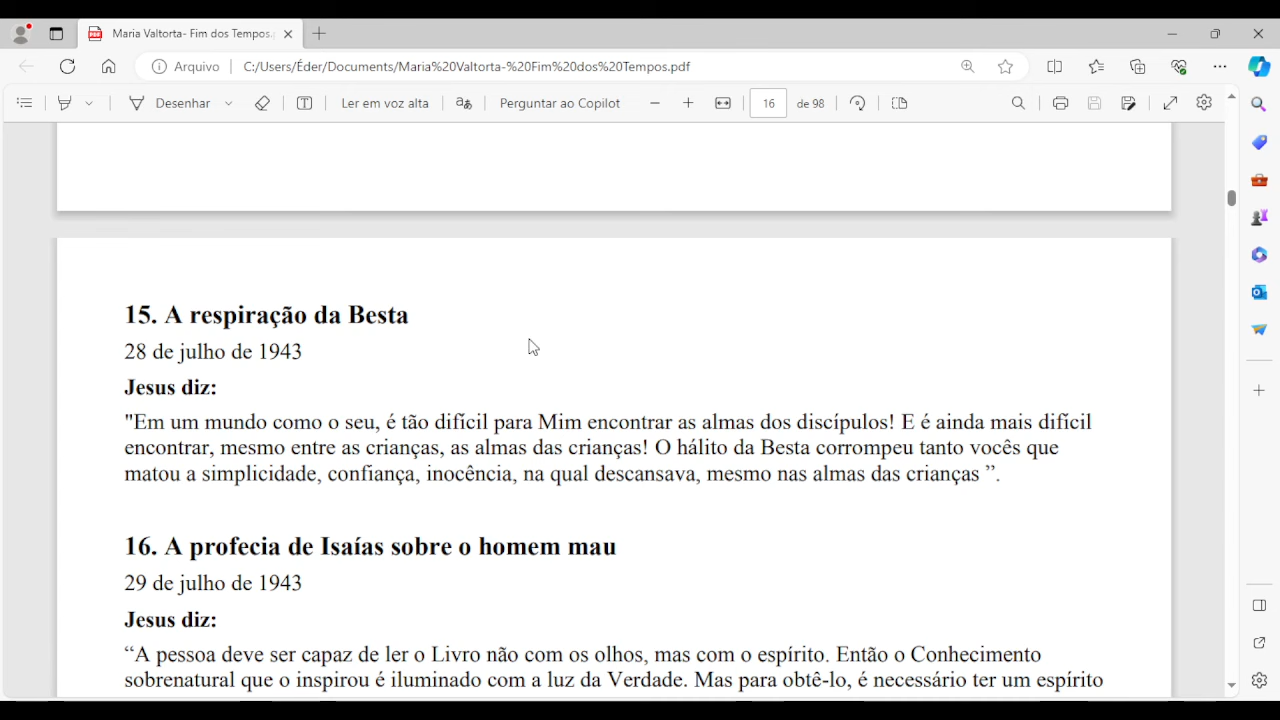 Maria Valtorta- Fim dos Tempos.
Arquivo
C:/Users/Éder/Documents/Maria%20Valtorta-%20Fim%20dos%20Tempos.pdf
Desenhar
Ler em voz alta
aあ
Perguntar ao Copilot
16
de 98
15. A respiração da Besta
28 de julho de 1943
Jesus diz:
"Em um mundo como o seu, é tão difícil para Mim encontrar as almas dos discípulos! E é ainda mais difícil
encontrar, mesmo entre as crianças, as almas das crianças! O hálito da Besta corrompeu tanto vocês que
matou a simplicidade, confiança, inocência, na qual descansava, mesmo nas almas das crianças ”.
16. A profecia de Isaías sobre o homem mau
29 de julho de 1943
Jesus diz:
“A pessoa deve ser capaz de ler o Livro não com os olhos, mas com o espírito. Então o Conhecimento
sobrenatural que o inspirou é iluminado com a luz da Verdade. Mas para obtê-lo, é necessário ter um espírito